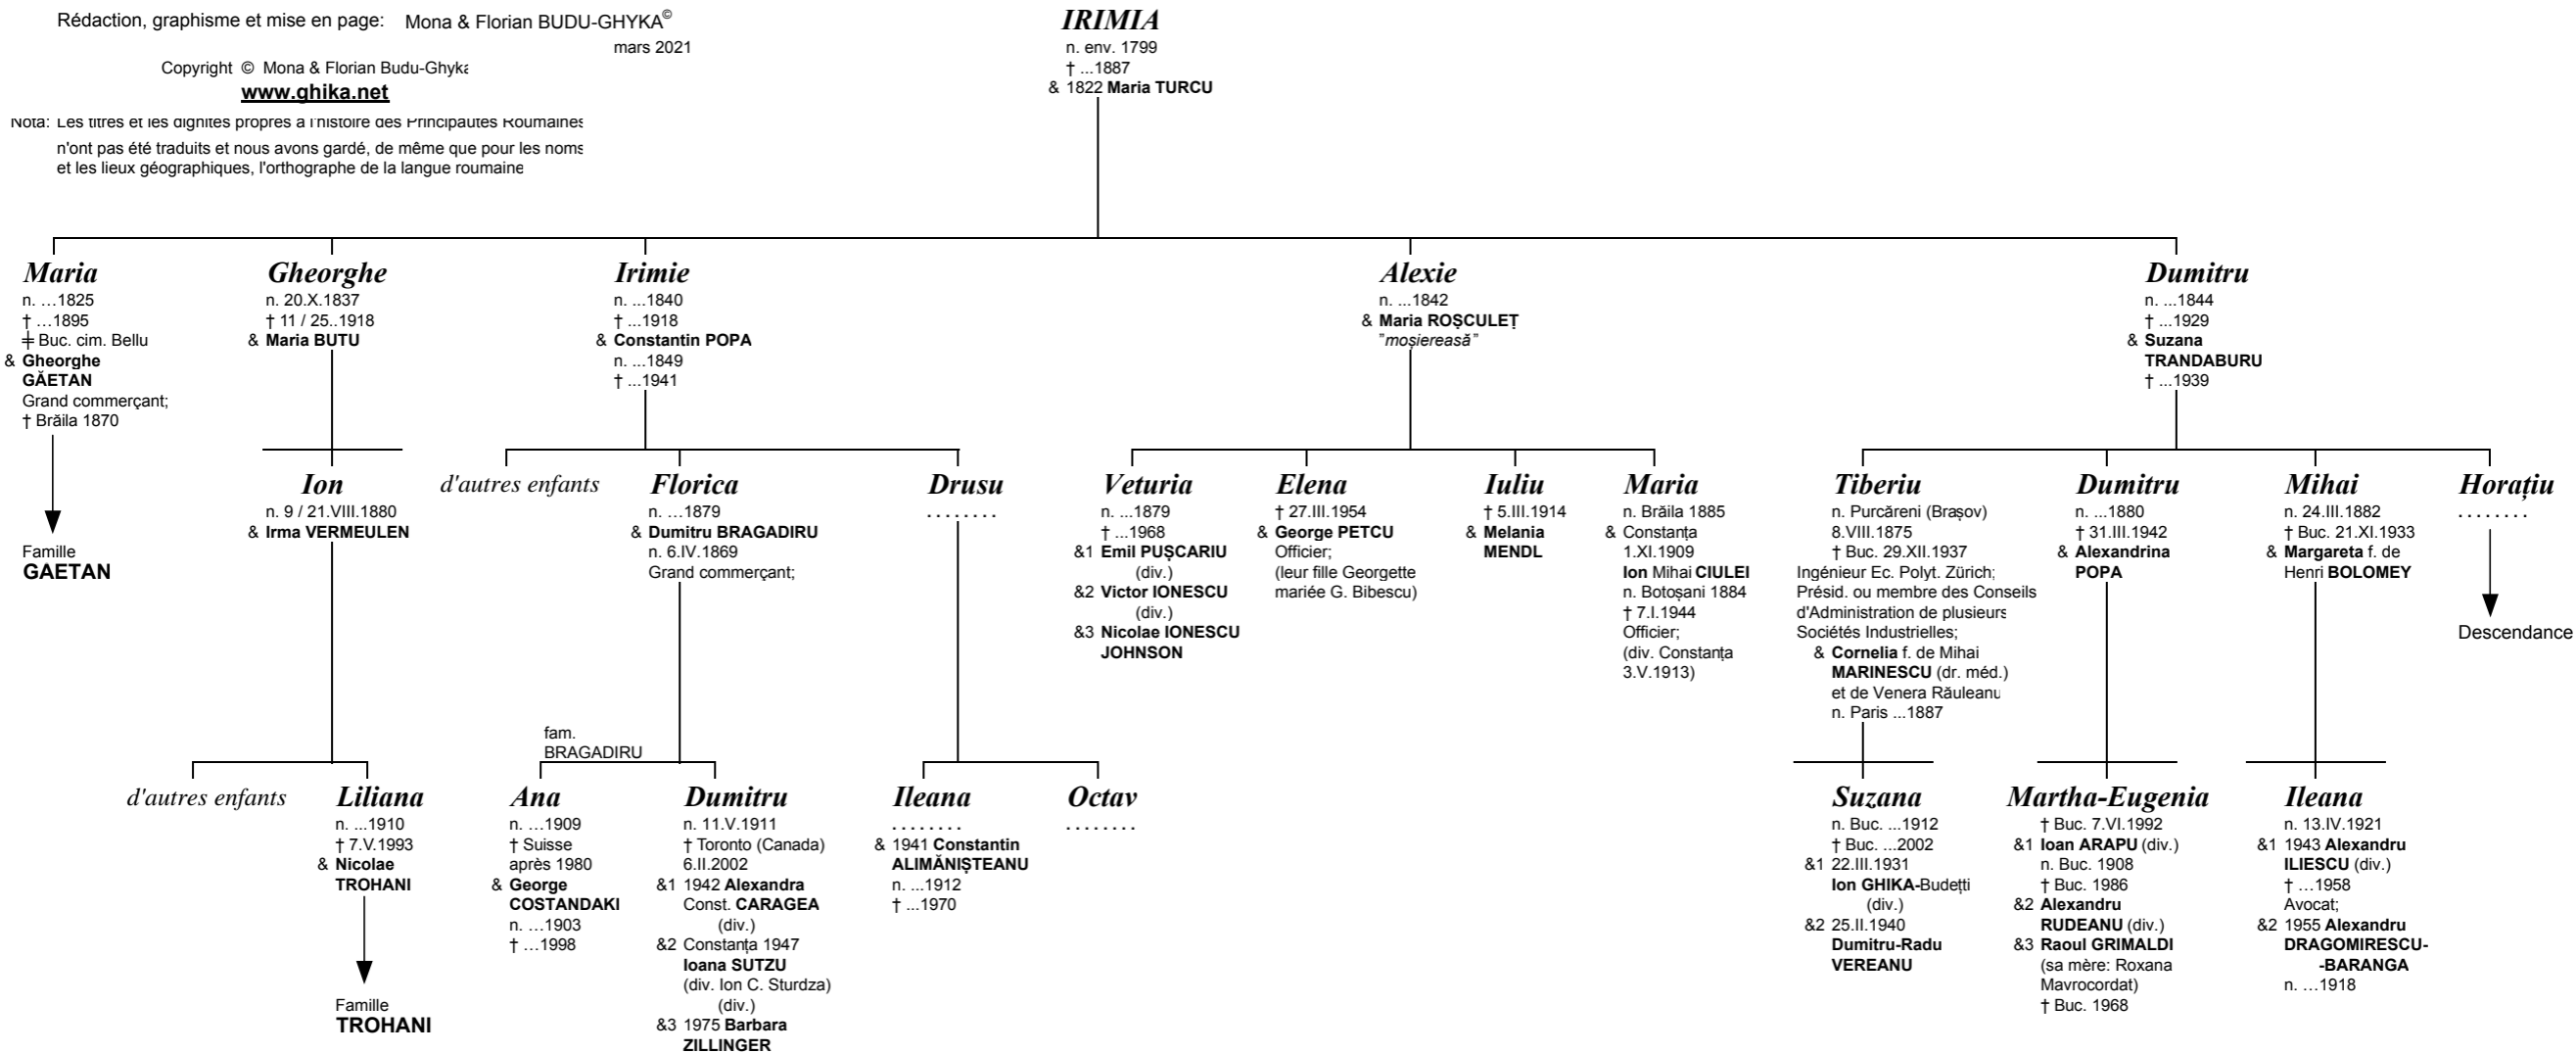 Rédaction, graphisme et mise en page: Mona & Florian BUDU-GHYKA©
mars 2021
Copyright © Mona & Florian Budu-Ghyka
www.ghika.net
Nota: Les titres et les dignités propres à l'histoire des Principautés Roumaines
n'ont pas été traduits et nous avons gardé, de même que pour les noms
et les lieux géographiques, l'orthographe de la langue roumaine
IRIMIA
n. env. 1799
† ...1887
& 1822 Maria TURCU
Maria
n. ...1825
† ...1895
ǂ Buc. cim. Bellu
& Gheorghe
GĂETAN
Grand commerçant;
† Brăila 1870
Famille
GAETAN
Gheorghe
n. 20.X.1837
† 11 / 25..1918
& Maria BUTU
Irimie
n. ...1840
† ...1918
& Constantin POPA
n. ...1849
† ...1941
Alexie
n. ...1842
& Maria ROȘCULEȚ
"moșierească"
Dumitru
n. ...1844
† ...1929
& Suzana
TRANDABURU
† ...1939
Ion
n. 9 / 21.VIII.1880
& Irma VERMEULEN
d'autres enfants
Florica
n. ...1879
& Dumitru BRAGADIRU
n. 6.IV.1869
Grand commerçant;
Drusu
. . . . . . . .
Veturia
n. ...1879
† ...1968
&1 Emil PUȘCARIU
(div.)
&2 Victor IONESCU
(div.)
&3 Nicolae IONESCU
JOHNSON
Elena
† 27.III.1954
& George PETCU
Officier;
(leur fille Georgette
mariée G. Bibescu)
Iuliu
† 5.III.1914
& Melania
MENDL
Maria
n. Brăila 1885
& Constanța
1.XI.1909
Ion Mihai CIULEI
n. Botoșani 1884
† 7.I.1944
Officier;
(div. Constanța
3.V.1913)
Tiberiu
n. Purcăreni (Brașov)
8.VIII.1875
† Buc. 29.XII.1937
Ingénieur Ec. Polyt. Zürich;
Présid. ou membre des Conseils
d'Administration de plusieurs
Sociétés Industrielles;
& Cornelia f. de Mihai
MARINESCU (dr. méd.)
et de Venera Răuleanu
n. Paris ...1887
Dumitru
n. ...1880
† 31.III.1942
& Alexandrina
POPA
Mihai
n. 24.III.1882
† Buc. 21.XI.1933
& Margareta f. de
Henri BOLOMEY
Horațiu
. . . . . . . .
Descendance
d'autres enfants
Liliana
n. ...1910
† 7.V.1993
& Nicolae
TROHANI
Famille
TROHANI
fam.
BRAGADIRU
Ana
n. ...1909
† Suisse
après 1980
& George
COSTANDAKI
n. ...1903
† ...1998
Dumitru
n. 11.V.1911
† Toronto (Canada)
6.II.2002
&1 1942 Alexandra
Const. CARAGEA
(div.)
&2 Constanța 1947
Ioana SUTZU
(div. Ion C. Sturdza)
(div.)
&3 1975 Barbara
ZILLINGER
Ileana
. . . . . . . .
& 1941 Constantin
ALIMĂNIȘTEANU
n. ...1912
† ...1970
Octav
. . . . . . . .
Suzana
n. Buc. ...1912
† Buc. ...2002
&1 22.III.1931
Ion GHIKA-Budești
(div.)
&2 25.II.1940
Dumitru-Radu
VEREANU
Martha-Eugenia
† Buc. 7.VI.1992
&1 Ioan ARAPU (div.)
n. Buc. 1908
† Buc. 1986
&2 Alexandru
RUDEANU (div.)
&3 Raoul GRIMALDI
(sa mère: Roxana
Mavrocordat)
† Buc. 1968
Ileana
n. 13.IV.1921
&1 1943 Alexandru
ILIESCU (div.)
† ...1958
Avocat;
&2 1955 Alexandru
DRAGOMIRESCU-
-BARANGA
n. ...1918